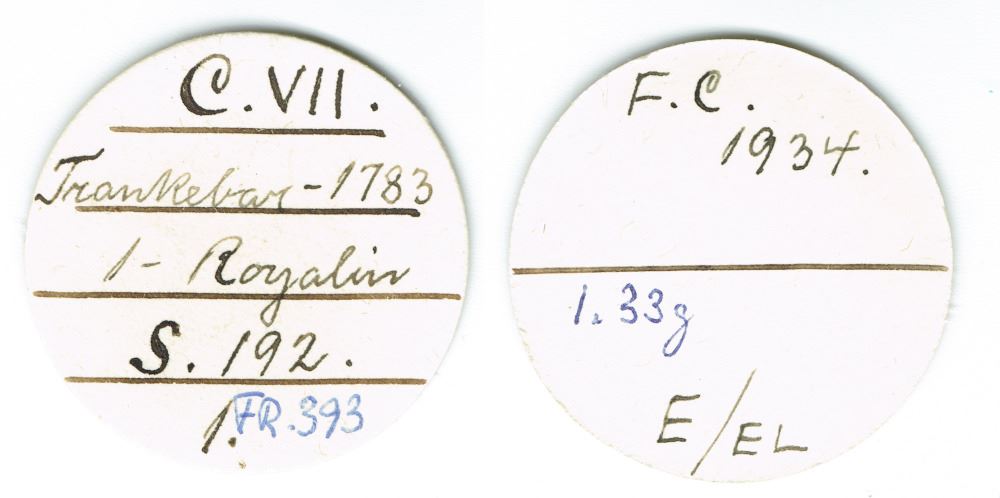 C.VII.
Trankebar - 1783
1 - Royalin
S. 192.
1. FR.393
F.C.
1934.
1.33g
E/EL